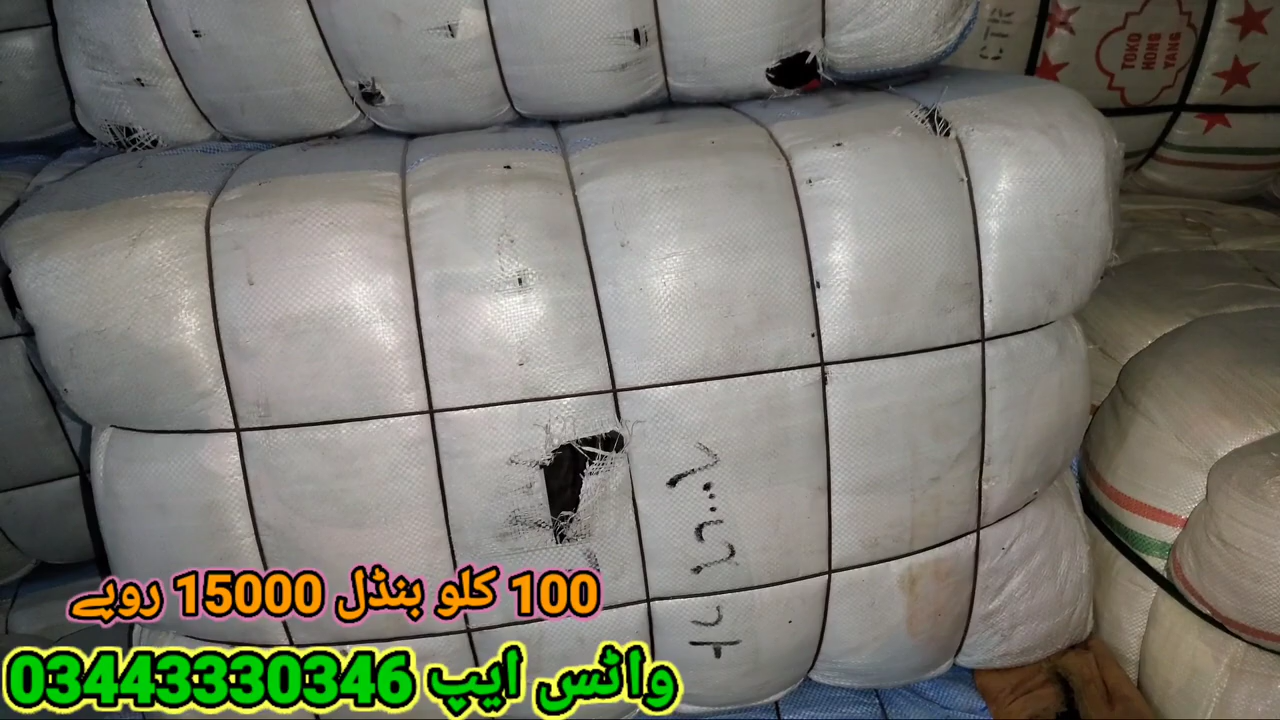 CTR
TOKO
HONG
YANG
100 کلو بنڈل 15000 روپے
واٹس ایپ 03443330346